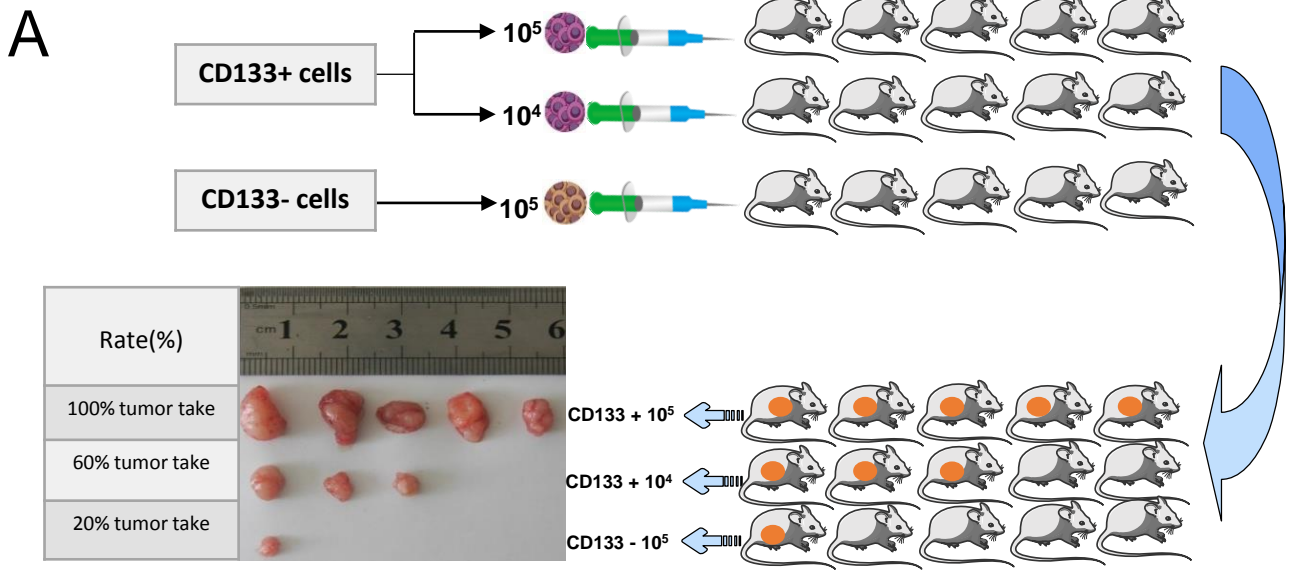 A
CD133+ cells
10⁵
10⁴
CD133- cells
10⁵
Rate(%)
cm 1 2 3 4 5 6
100% tumor take
60% tumor take
20% tumor take
CD133 + 10⁵
CD133 + 10⁴
CD133 - 10⁵